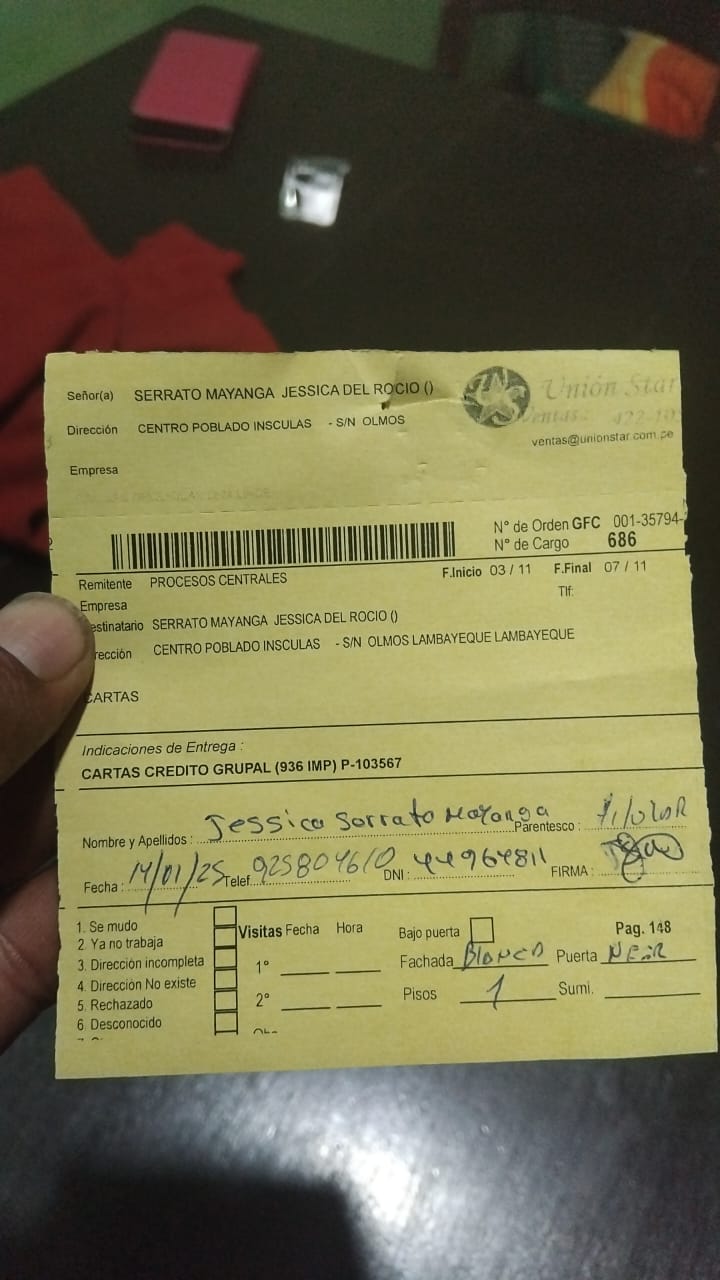 Señor(a) SERRATO MAYANGA JESSICA DEL ROCIO ()
Unión Star
Dirección CENTRO POBLADO INSCULAS - S/N OLMOS
Ventas:
ventas@unionstar.com.pe
Empresa
N° de Orden GFC 001-35794-
N° de Cargo 686
Remitente PROCESOS CENTRALES
F.Inicio 03 / 11 F.Final 07 / 11
Empresa
Tlf:
estinatario SERRATO MAYANGA JESSICA DEL ROCIO ()
rección CENTRO POBLADO INSCULAS - S/N OLMOS LAMBAYEQUE LAMBAYEQUE
CARTAS
Indicaciones de Entrega :
CARTAS CREDITO GRUPAL (936 IMP) P-103567
Nombre y Apellidos : Jessica Serrato Mayanga Parentesco :
Fecha : 14/01/25 Telef 925804610 DNI : 44964811 FIRMA :
1. Se mudo
2. Ya no trabaja
3. Dirección incompleta
4. Dirección No existe
5. Rechazado
6. Desconocido
Visitas Fecha Hora
1°
2°
Bajo puerta Pag. 148
Fachada Blanco Puerta
Pisos 1 Sumi.